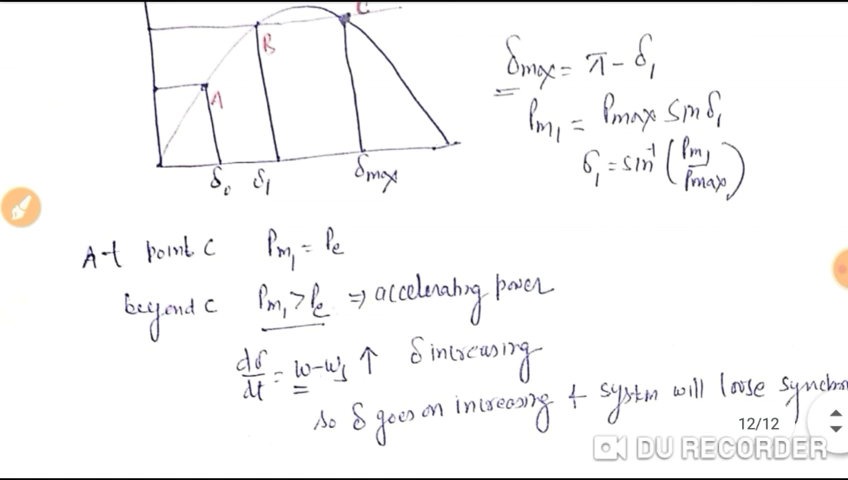 C
B
A
δ₀ δ₁ δmax
δmax = π - δ₁
Pm₁ = Pmax sin δ₁
δ₁ = sin⁻¹ (Pm₁/Pmax)
At point C Pm₁ = Pe
beyond C Pm₁ > Pe ⇒ accelerating power
dδ/dt = ω - ωs ↑ δ increasing
so δ goes on increasing & system will loose synchro
12/12
DU RECORDER